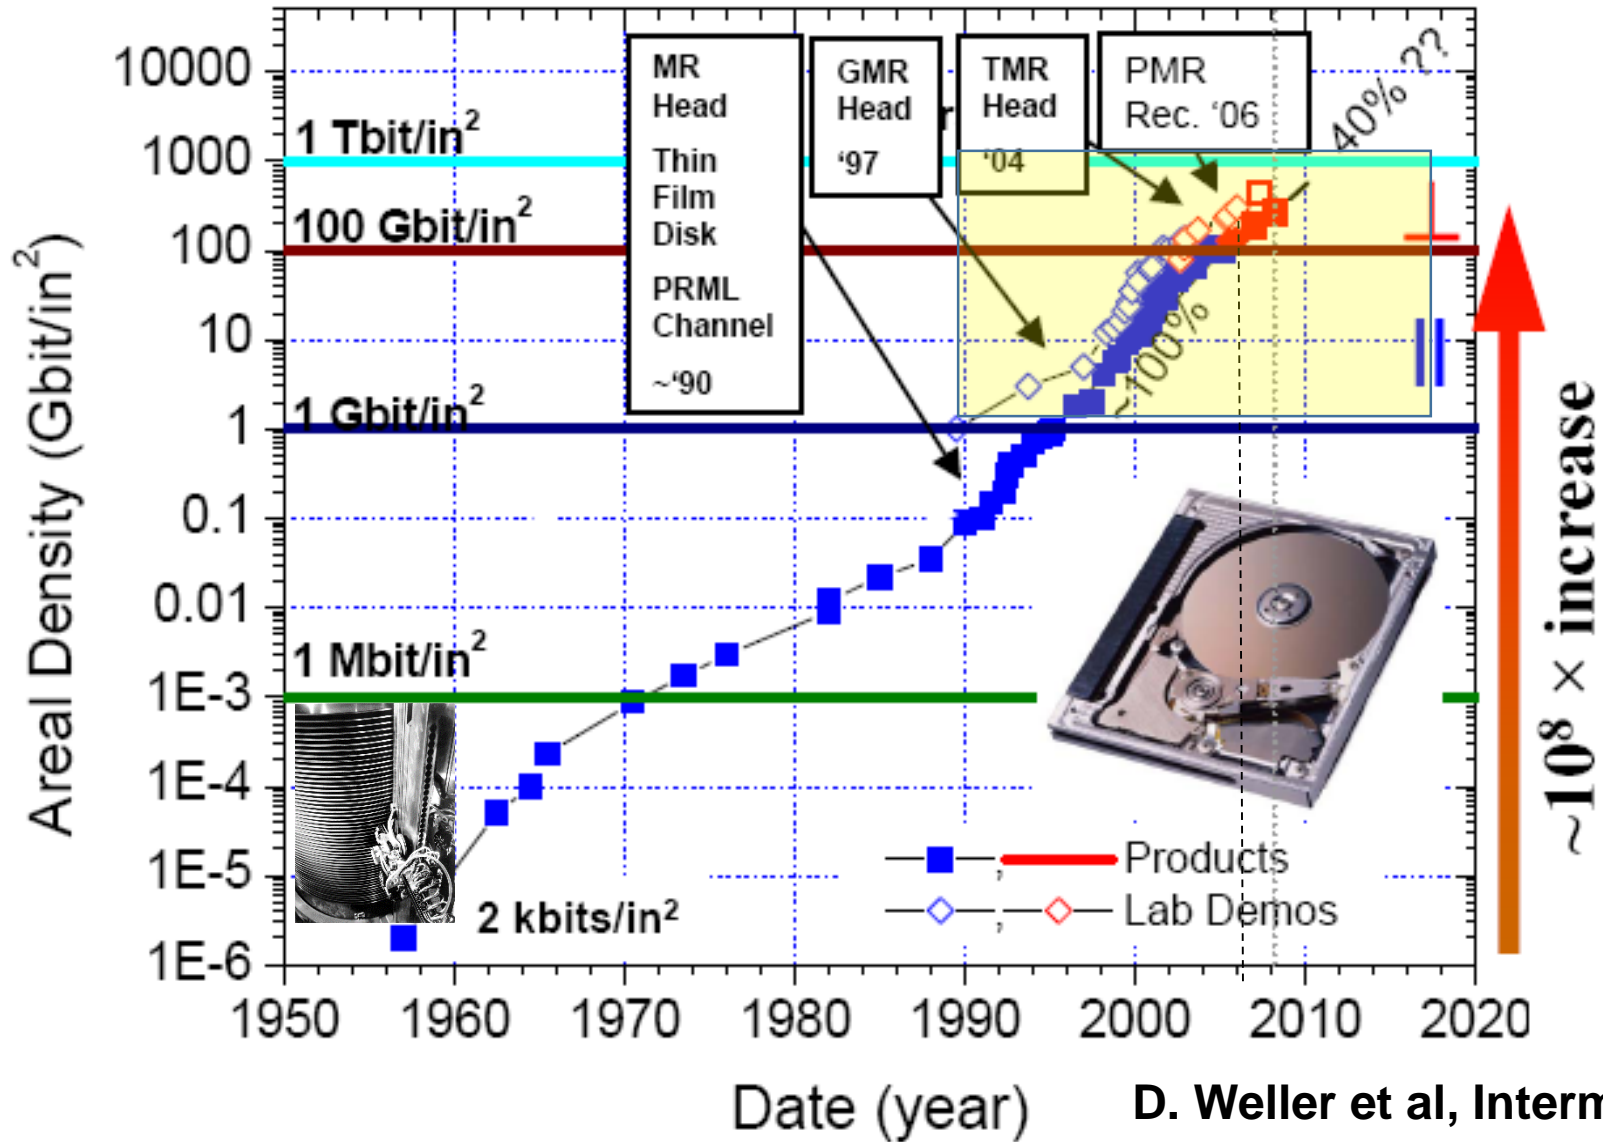 Areal Density (Gbit/in²)
10000
1000
100
10
1
0.1
0.01
1E-3
1E-4
1E-5
1E-6
1 Tbit/in²
100 Gbit/in²
1 Gbit/in²
1 Mbit/in²
2 kbits/in²
MR
Head
Thin
Film
Disk
PRML
Channel
~‘90
GMR
Head
‘97
r
TMR
Head
‘04
PMR
Rec. ‘06
40% ??
~100%
, Products
, Lab Demos
~10⁸ × increase
1950 1960 1970 1980 1990 2000 2010 2020
Date (year)
D. Weller et al, Interm